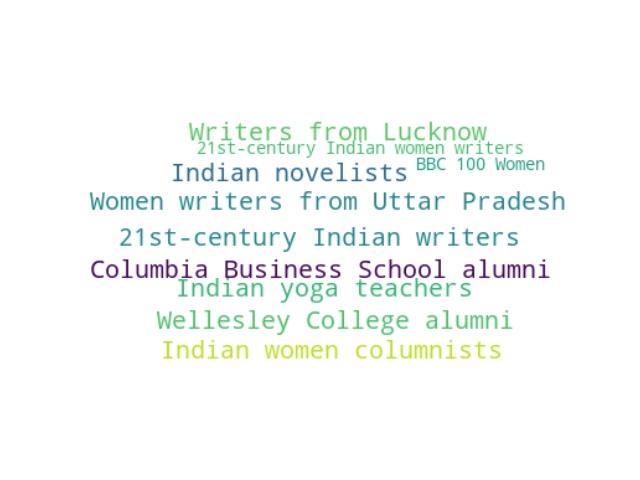 Writers from Lucknow
21st-century Indian women writers
BBC 100 Women
Indian novelists
Women writers from Uttar Pradesh
21st-century Indian writers
Columbia Business School alumni
Indian yoga teachers
Wellesley College alumni
Indian women columnists